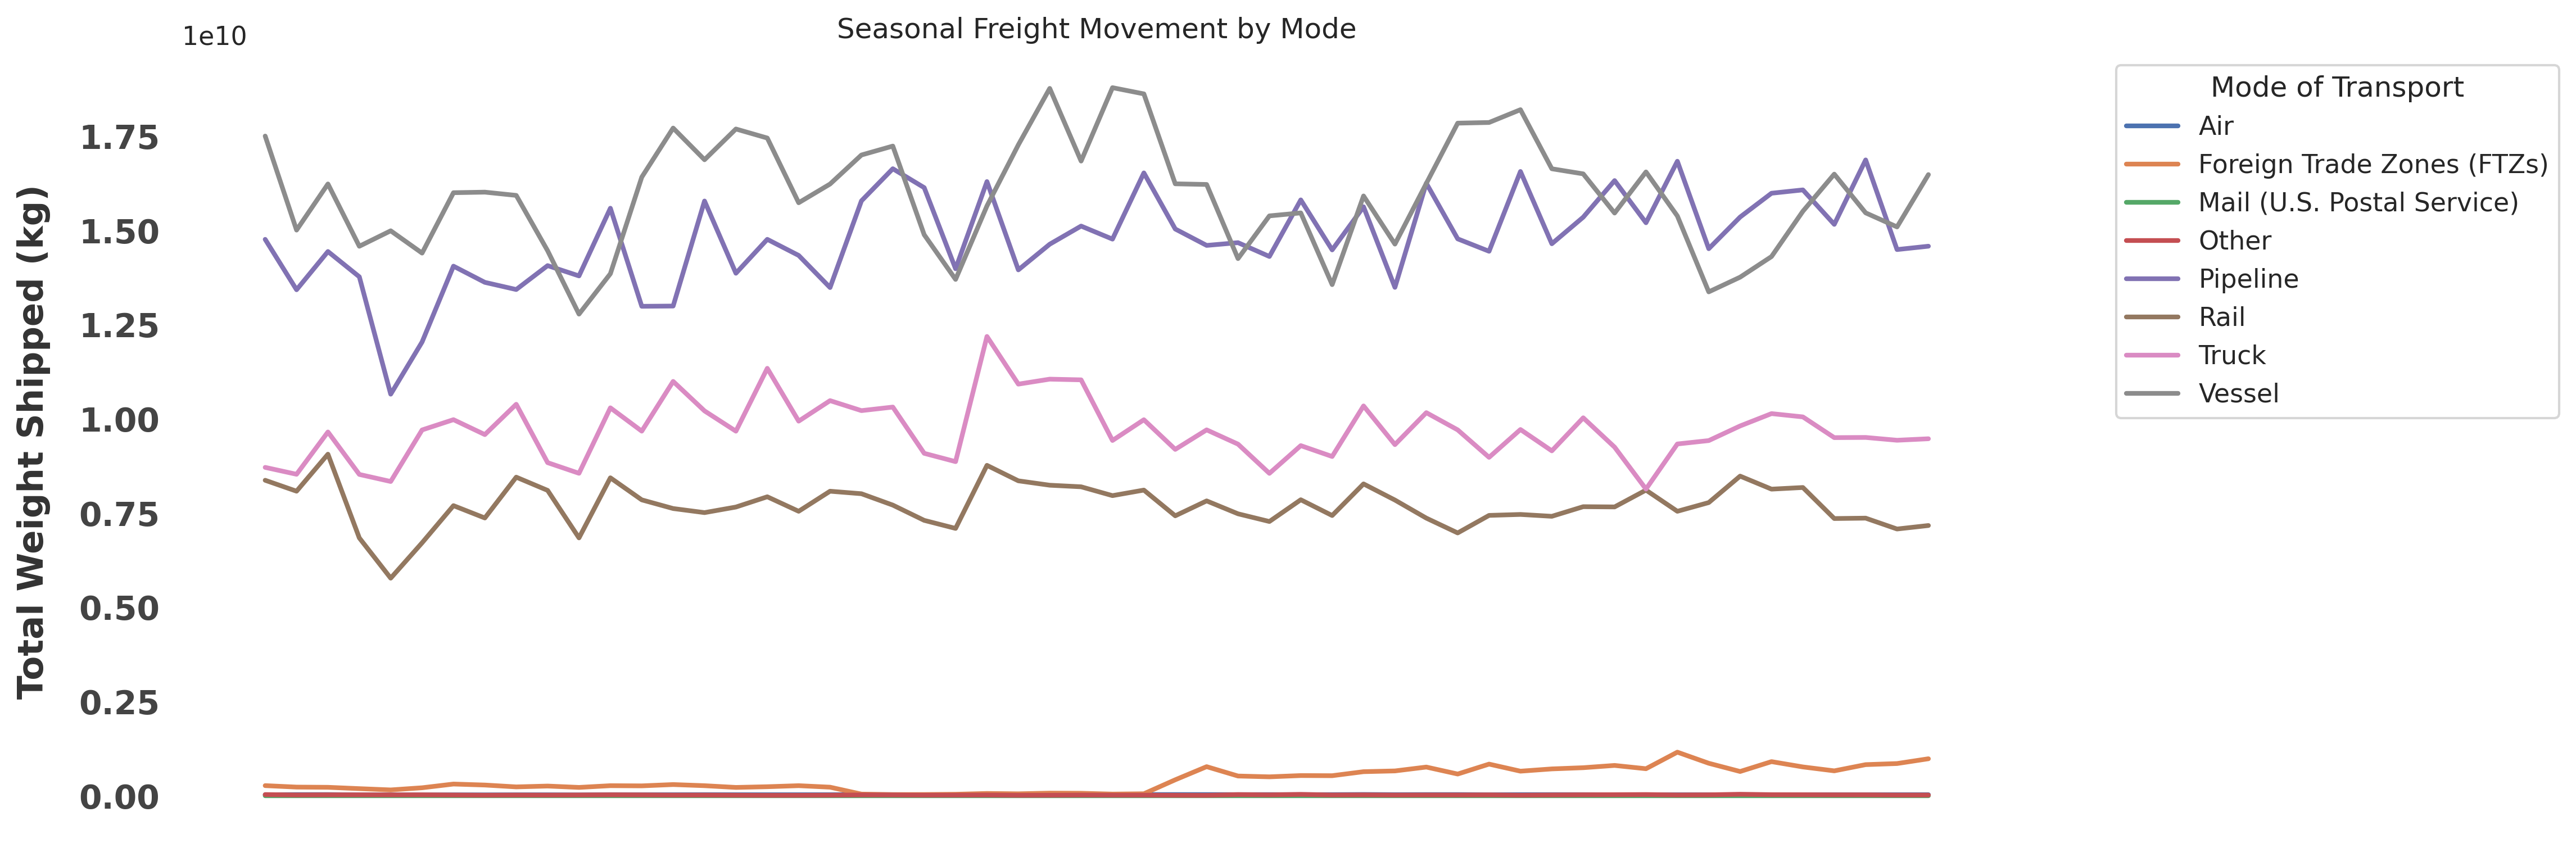 Seasonal Freight Movement by Mode
1e10
Total Weight Shipped (kg)
1.75
1.50
1.25
1.00
0.75
0.50
0.25
0.00
Mode of Transport
Air
Foreign Trade Zones (FTZs)
Mail (U.S. Postal Service)
Other
Pipeline
Rail
Truck
Vessel